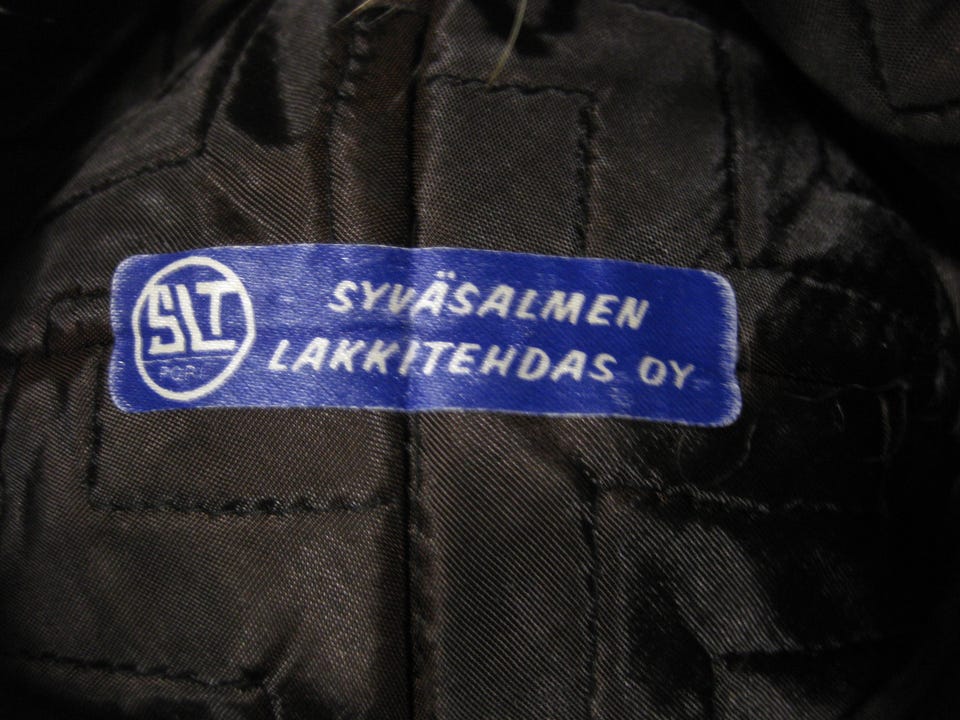 SLT
PORI
SYVÄSALMEN
LAKKITEHDAS OY